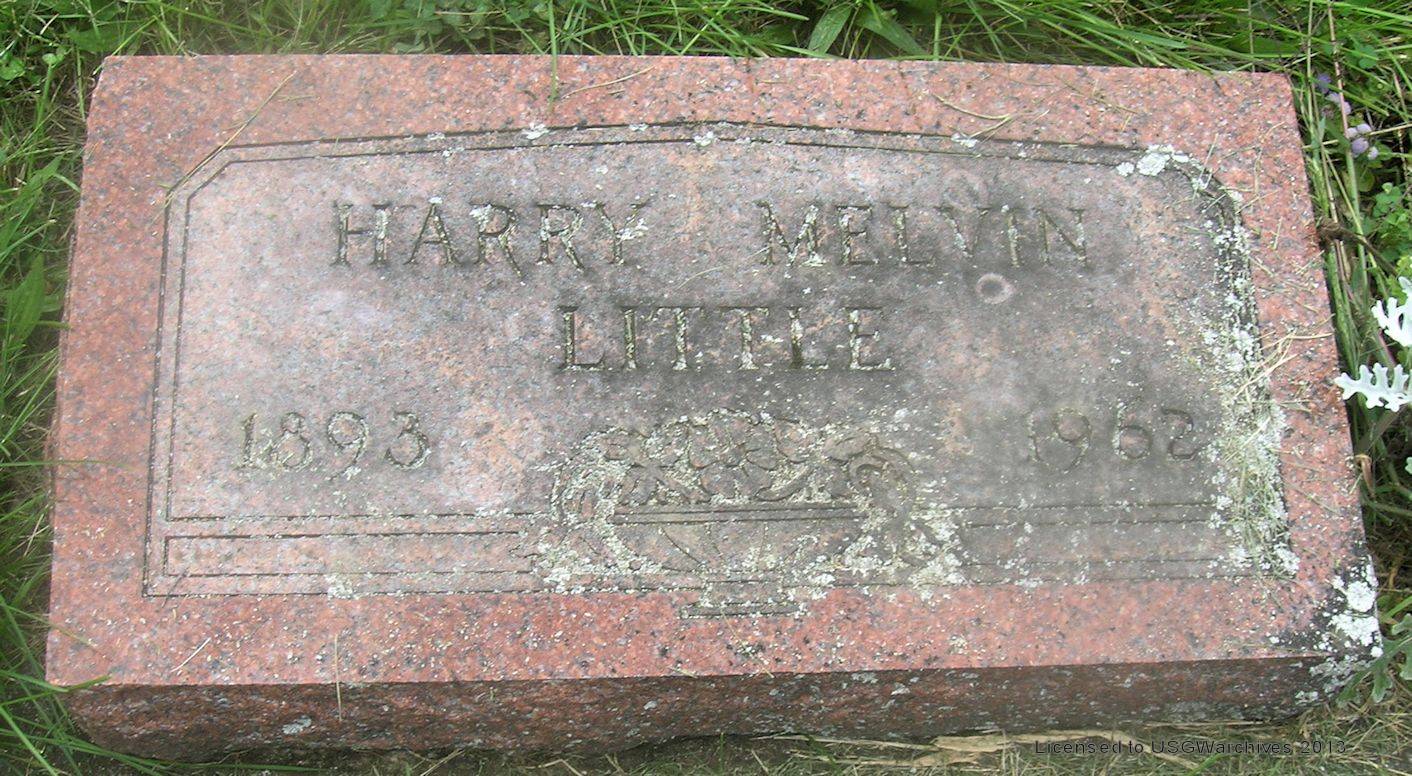 HARRY MELVIN
LITTLE
1893 1962
Licensed to USGWarchives 2013